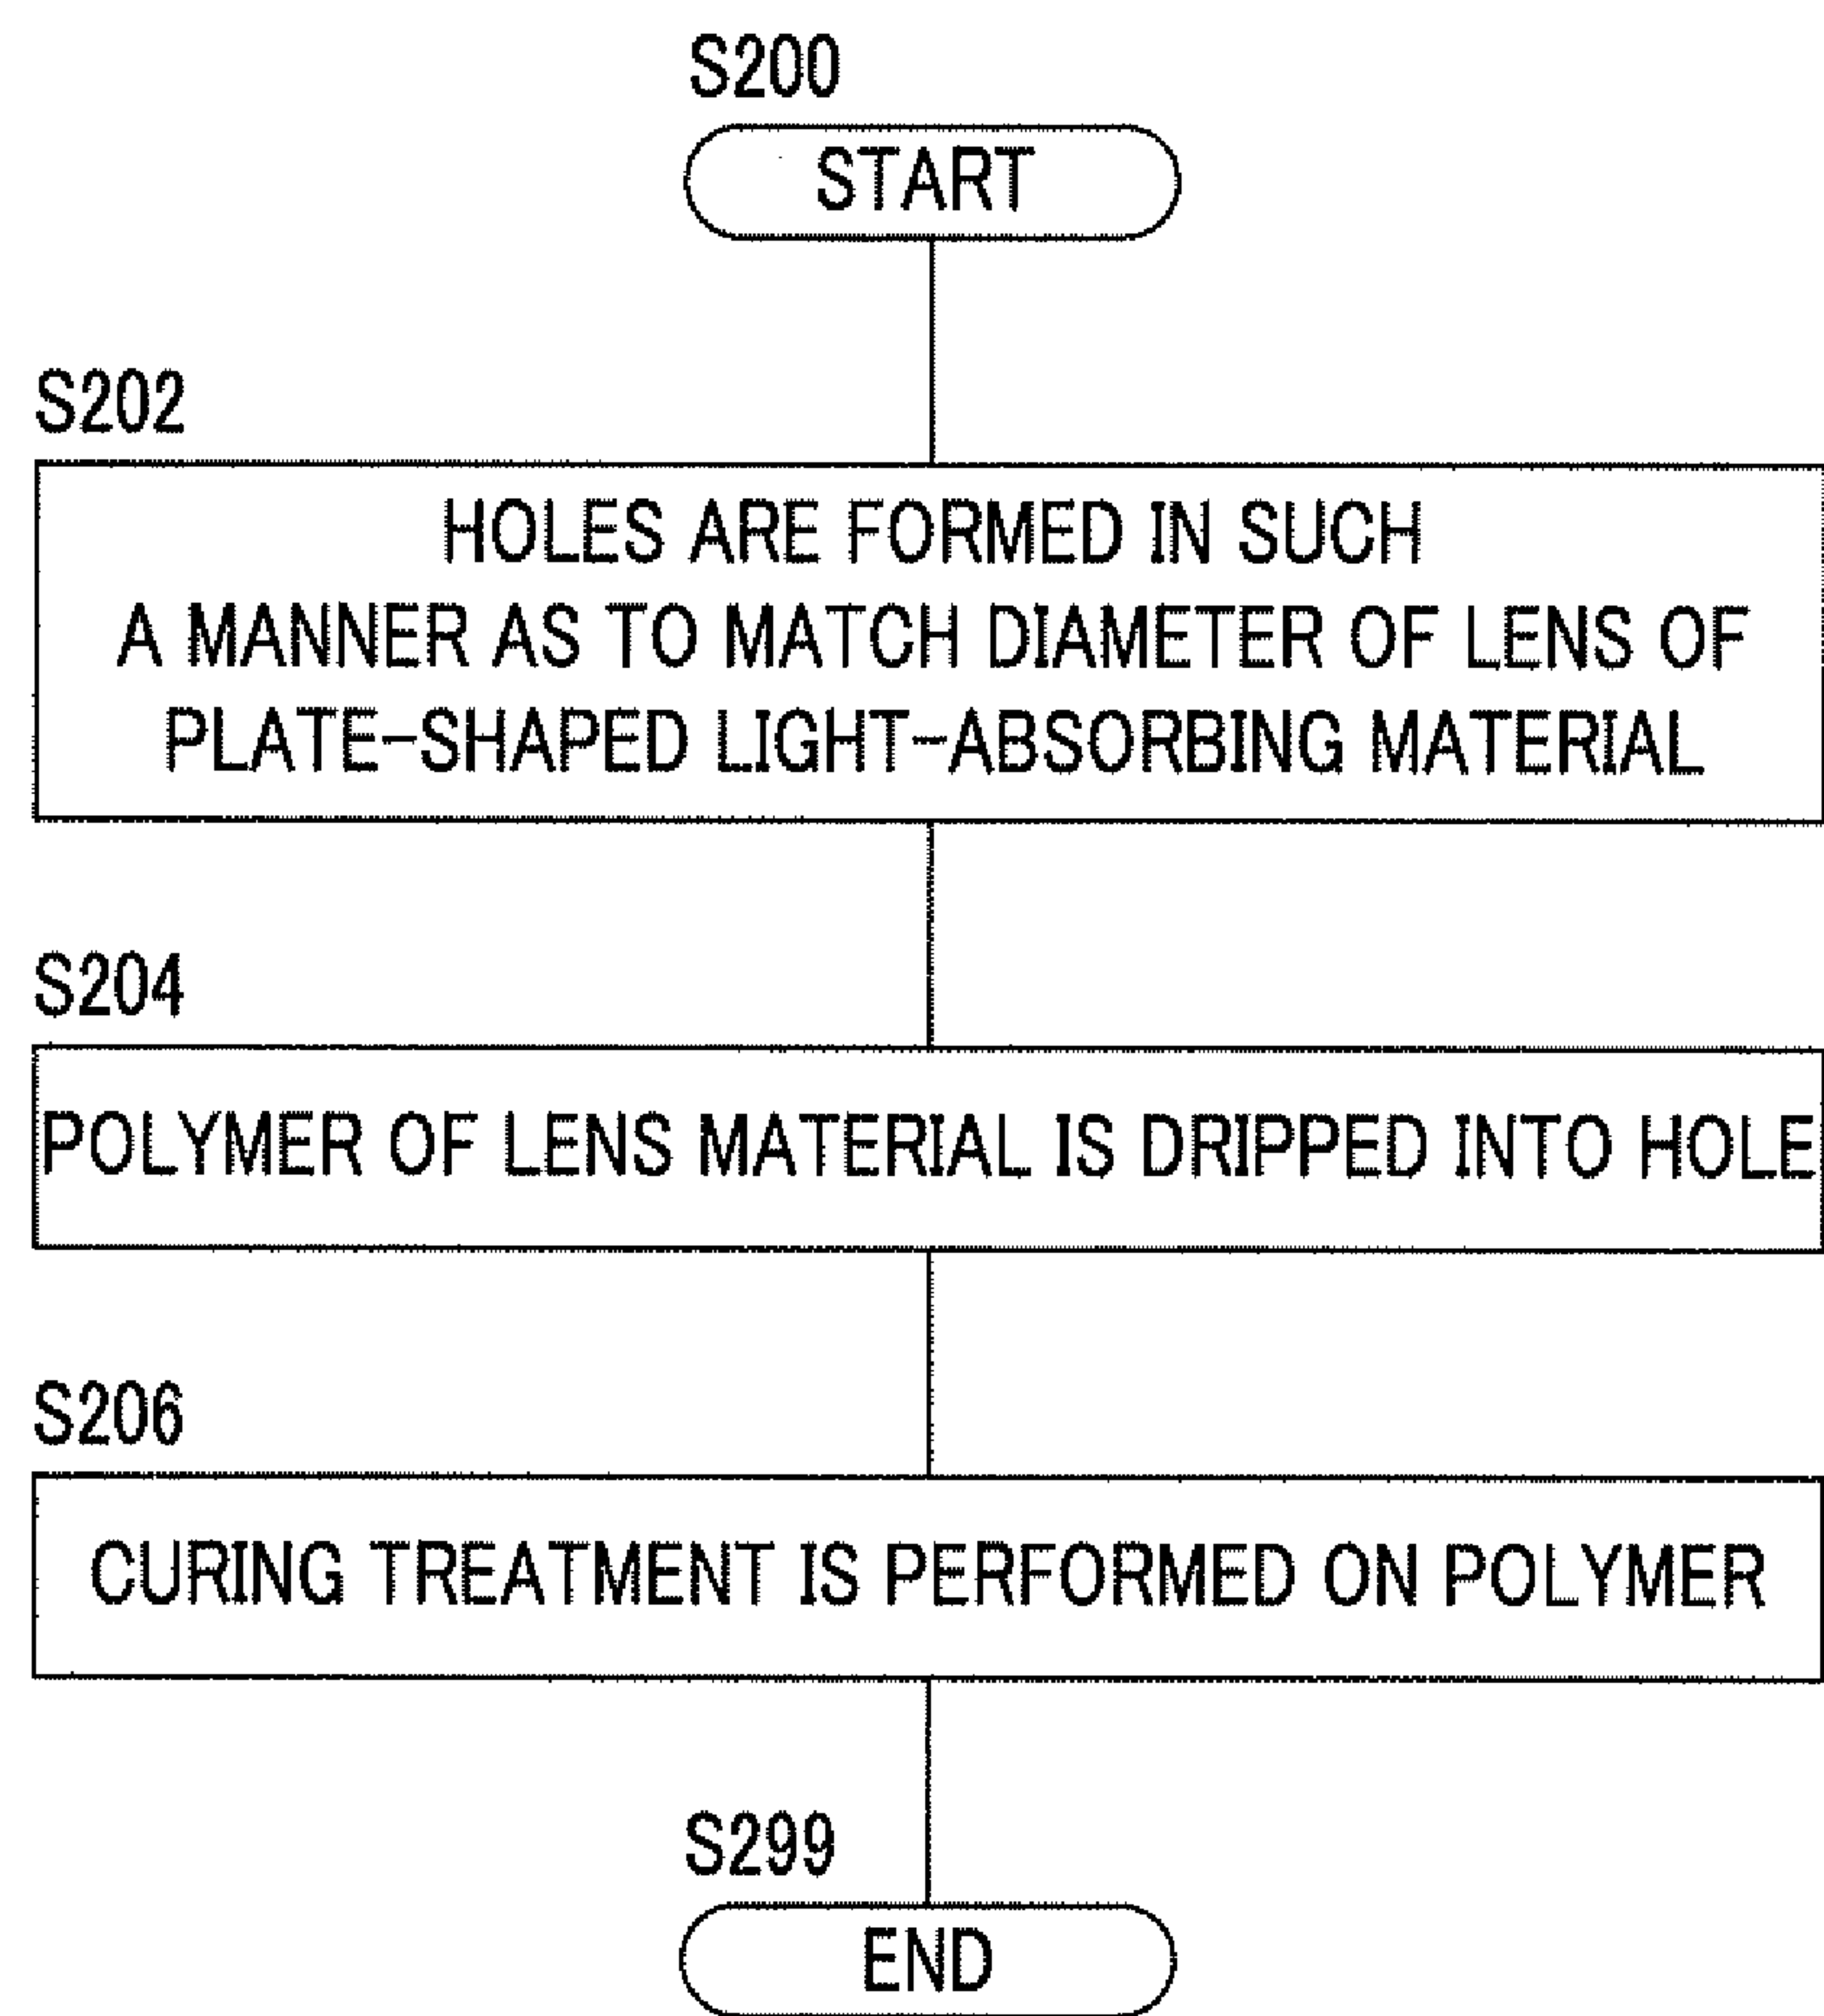 S200
START
S202
HOLES ARE FORMED IN SUCH
A MANNER AS TO MATCH DIAMETER OF LENS OF
PLATE-SHAPED LIGHT-ABSORBING MATERIAL
S204
POLYMER OF LENS MATERIAL IS DRIPPED INTO HOLE
S206
CURING TREATMENT IS PERFORMED ON POLYMER
S299
END